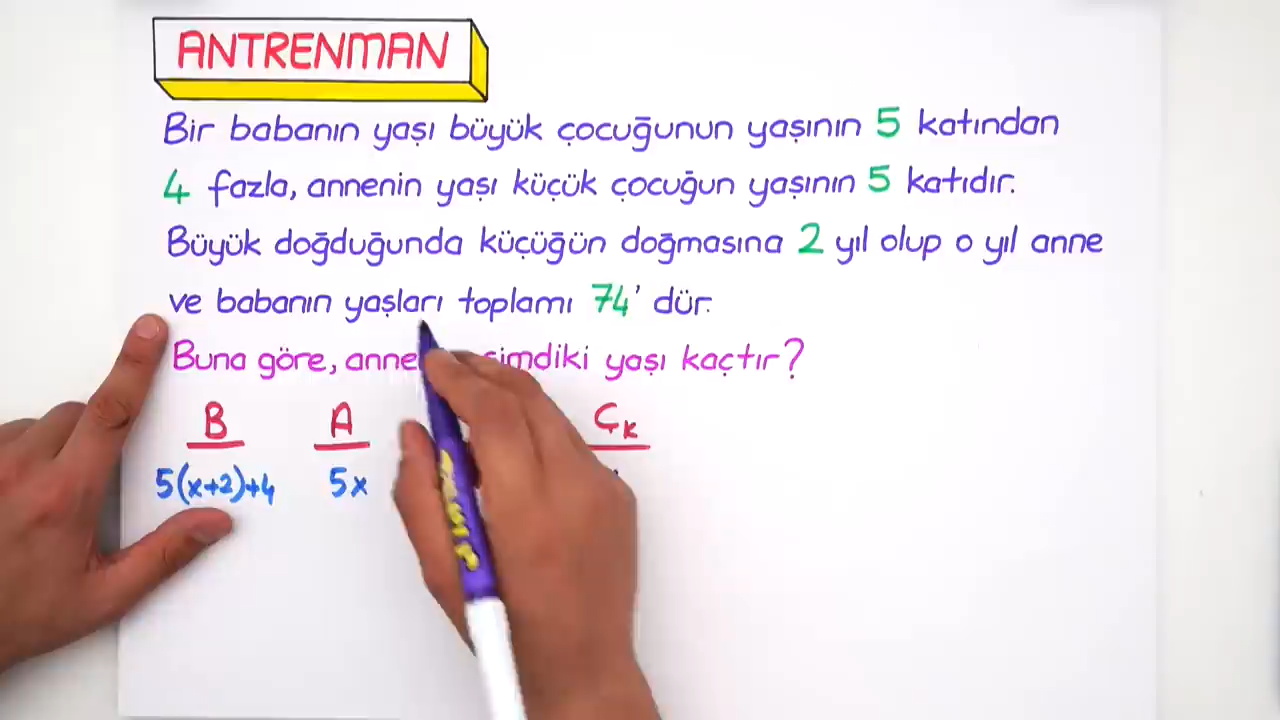 ANTRENMAN
Bir babanın yaşı büyük çocuğunun yaşının 5 katından
4 fazla, annenin yaşı küçük çocuğun yaşının 5 katıdır.
Büyük doğduğunda küçüğün doğmasına 2 yıl olup o yıl anne
ve babanın yaşları toplamı 74' dür.
Buna göre, anne şimdiki yaşı kaçtır?
B A Çk
5(x+2)+4 5x